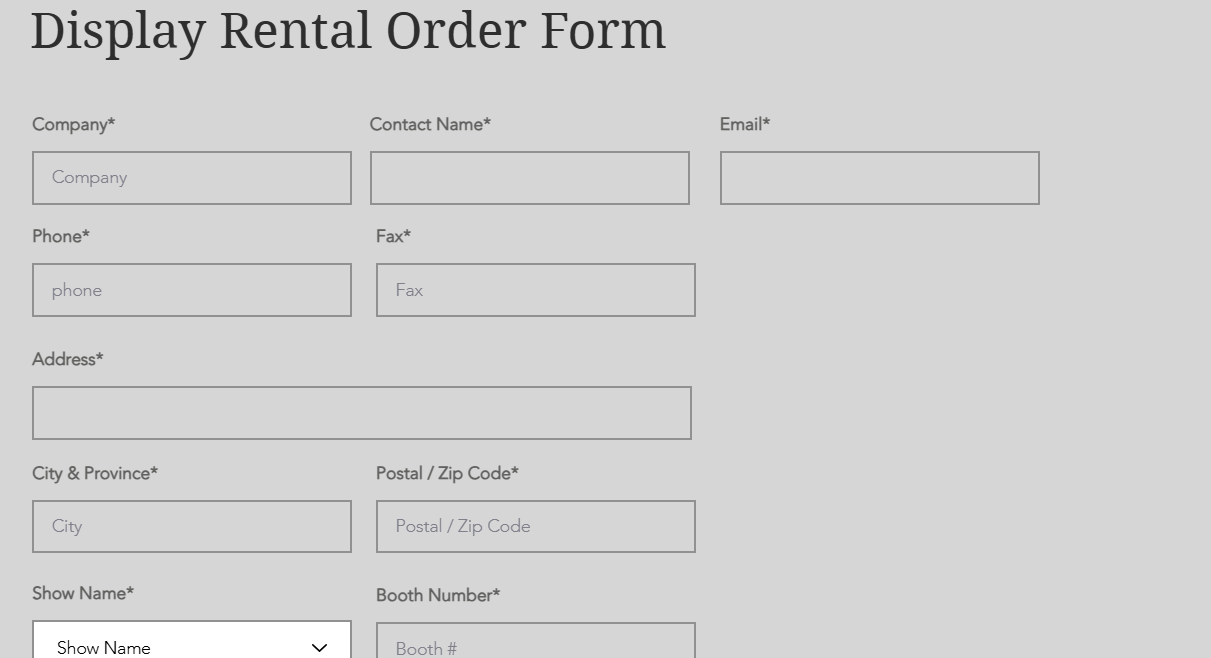 Display Rental Order Form
Company* Contact Name* Email*
Company
Phone* Fax*
phone Fax
Address*
City & Province* Postal / Zip Code*
City Postal / Zip Code
Show Name* Booth Number*
Show Name Booth #